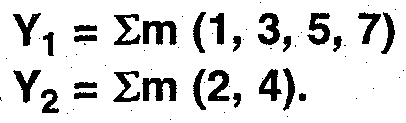 Y₁ = Σm (1, 3, 5, 7)
Y₂ = Σm (2, 4).